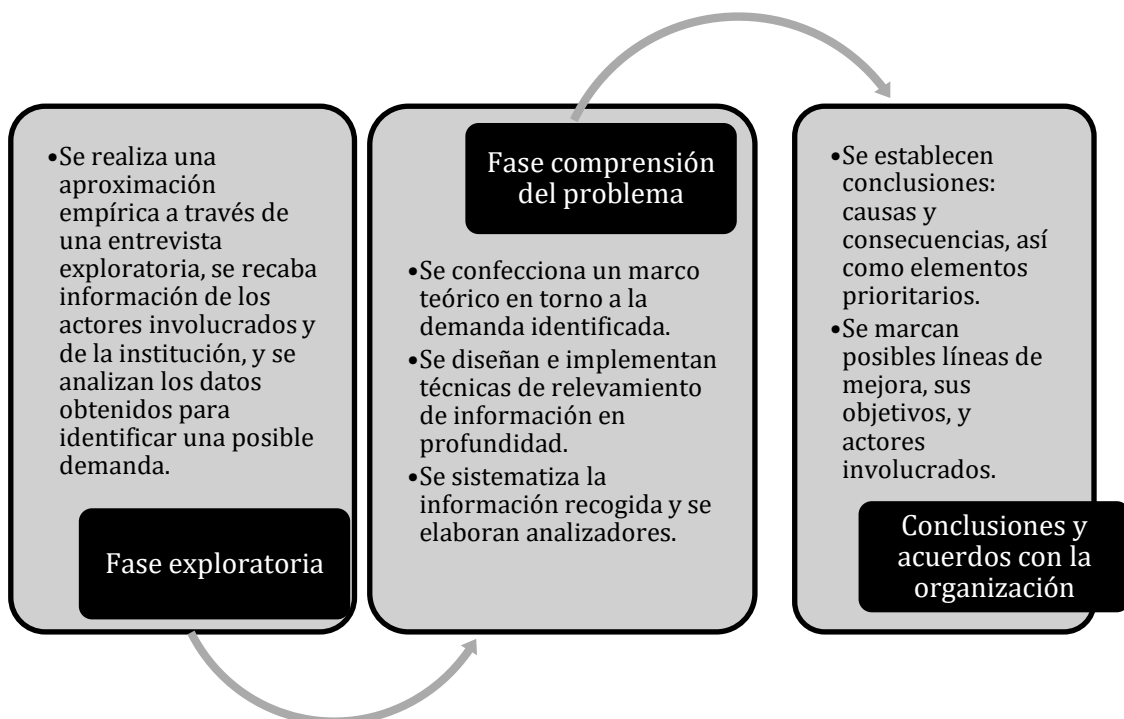 •Se realiza una
aproximación
empírica a través de
una entrevista
exploratoria, se recaba
información de los
actores involucrados y
de la institución, y se
analizan los datos
obtenidos para
identificar una posible
demanda.
Fase exploratoria
Fase comprensión
del problema
•Se confecciona un marco
teórico en torno a la
demanda identificada.
•Se diseñan e implementan
técnicas de relevamiento
de información en
profundidad.
•Se sistematiza la
información recogida y se
elaboran analizadores.
•Se establecen
conclusiones:
causas y
consecuencias, así
como elementos
prioritarios.
•Se marcan
posibles líneas de
mejora, sus
objetivos, y
actores
involucrados.
Conclusiones y
acuerdos con la
organización